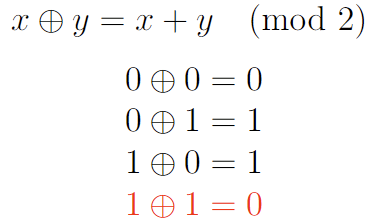 x ⊕ y = x + y (mod 2)
0 ⊕ 0 = 0
0 ⊕ 1 = 1
1 ⊕ 0 = 1
1 ⊕ 1 = 0